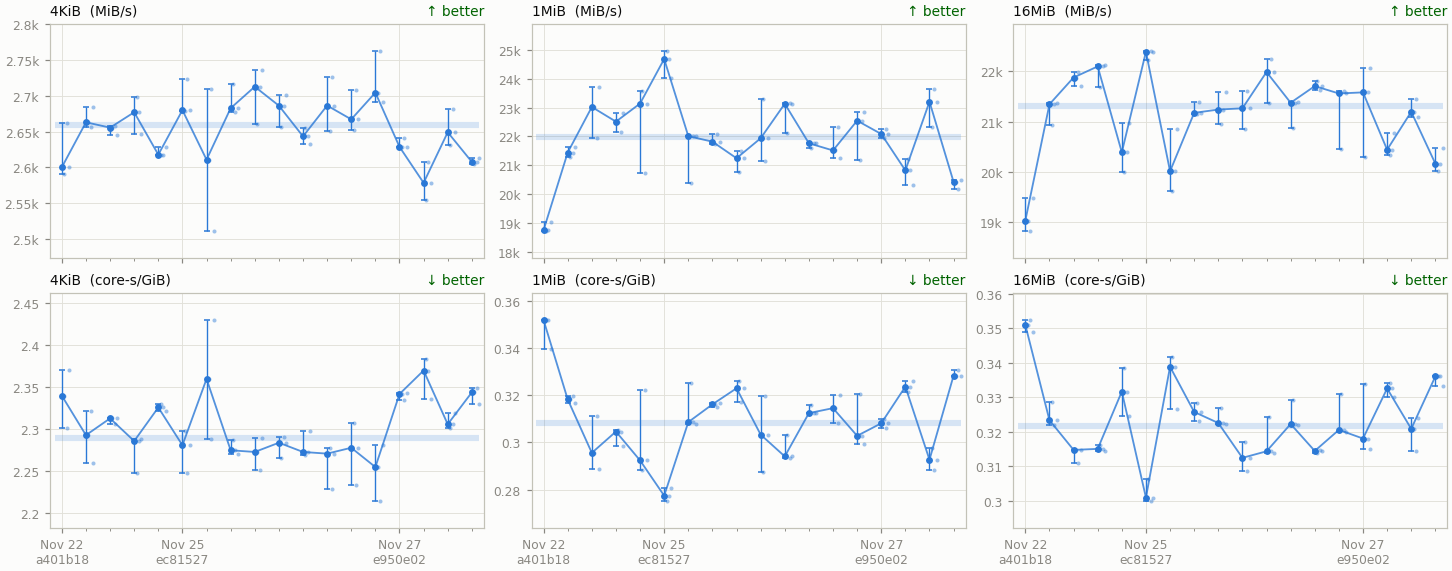 4KiB (MiB/s) ↑ better
2.8k
2.75k
2.7k
2.65k
2.6k
2.55k
2.5k
1MiB (MiB/s) ↑ better
25k
24k
23k
22k
21k
20k
19k
18k
16MiB (MiB/s) ↑ better
22k
21k
20k
19k
4KiB (core-s/GiB) ↓ better
2.45
2.4
2.35
2.3
2.25
2.2
Nov 22 Nov 25 Nov 27
a401b18 ec81527 e950e02
1MiB (core-s/GiB) ↓ better
0.36
0.34
0.32
0.3
0.28
Nov 22 Nov 25 Nov 27
a401b18 ec81527 e950e02
16MiB (core-s/GiB) ↓ better
0.36
0.35
0.34
0.33
0.32
0.31
0.3
Nov 22 Nov 25 Nov 27
a401b18 ec81527 e950e02